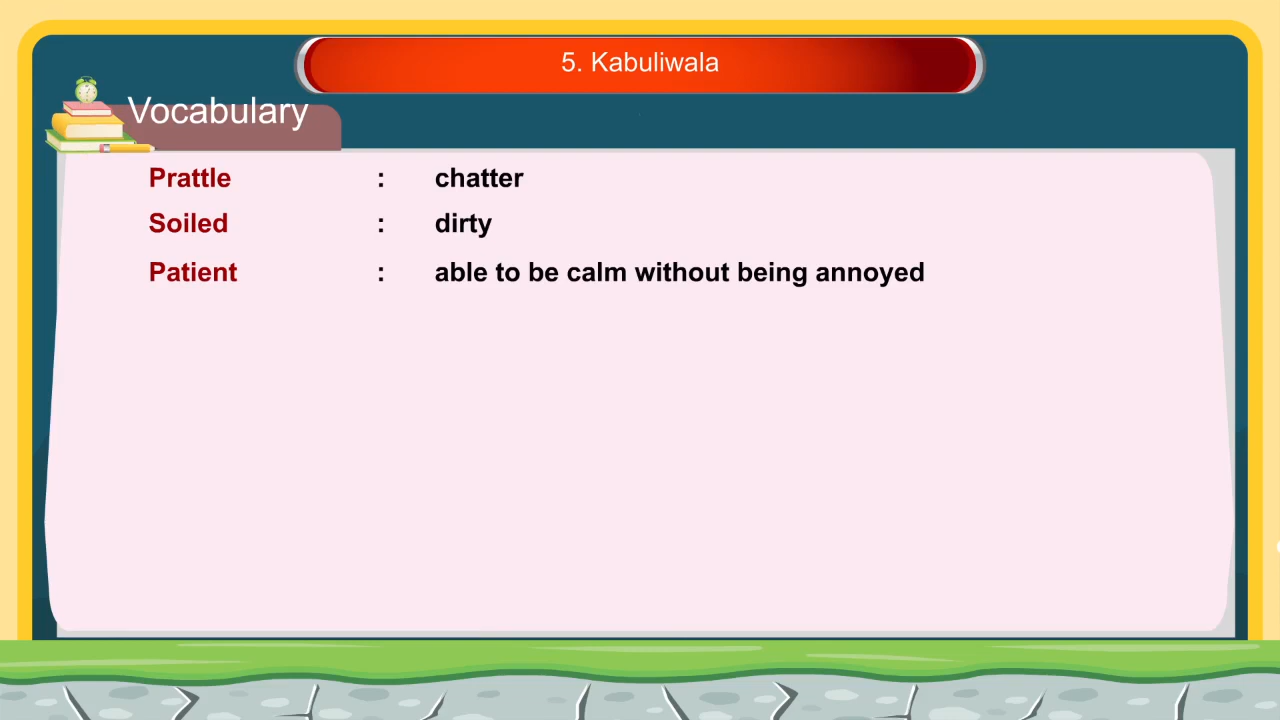 5. Kabuliwala
Vocabulary
Prattle : chatter
Soiled : dirty
Patient : able to be calm without being annoyed